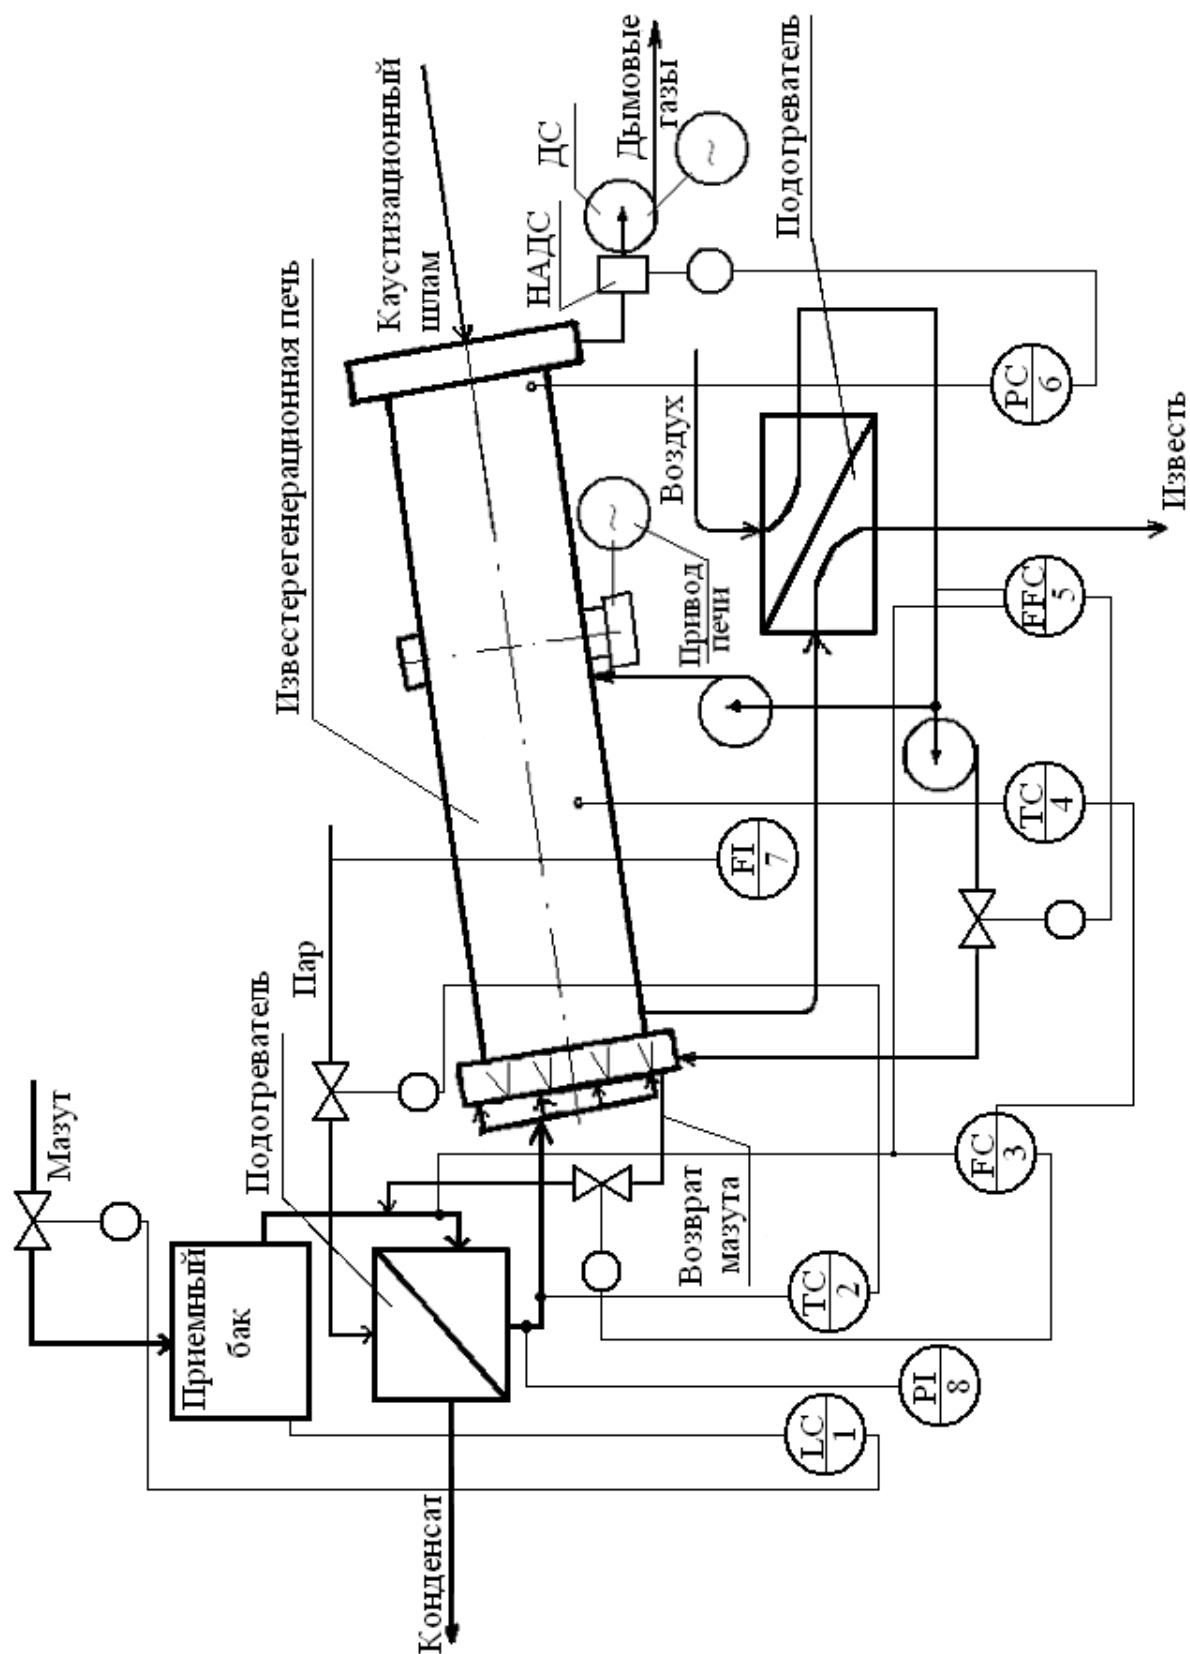 Мазут
Приемный
бак
Конденсат
Подогреватель
Пар
Известерегенерационная печь
Каустизационный
шлам
НАДС
ДС
Дымовые
газы
~
Подогреватель
Воздух
~
Привод
печи
Возврат
мазута
Известь
LC
1
PI
8
TC
2
FC
3
FI
7
TC
4
FFC
5
PC
6